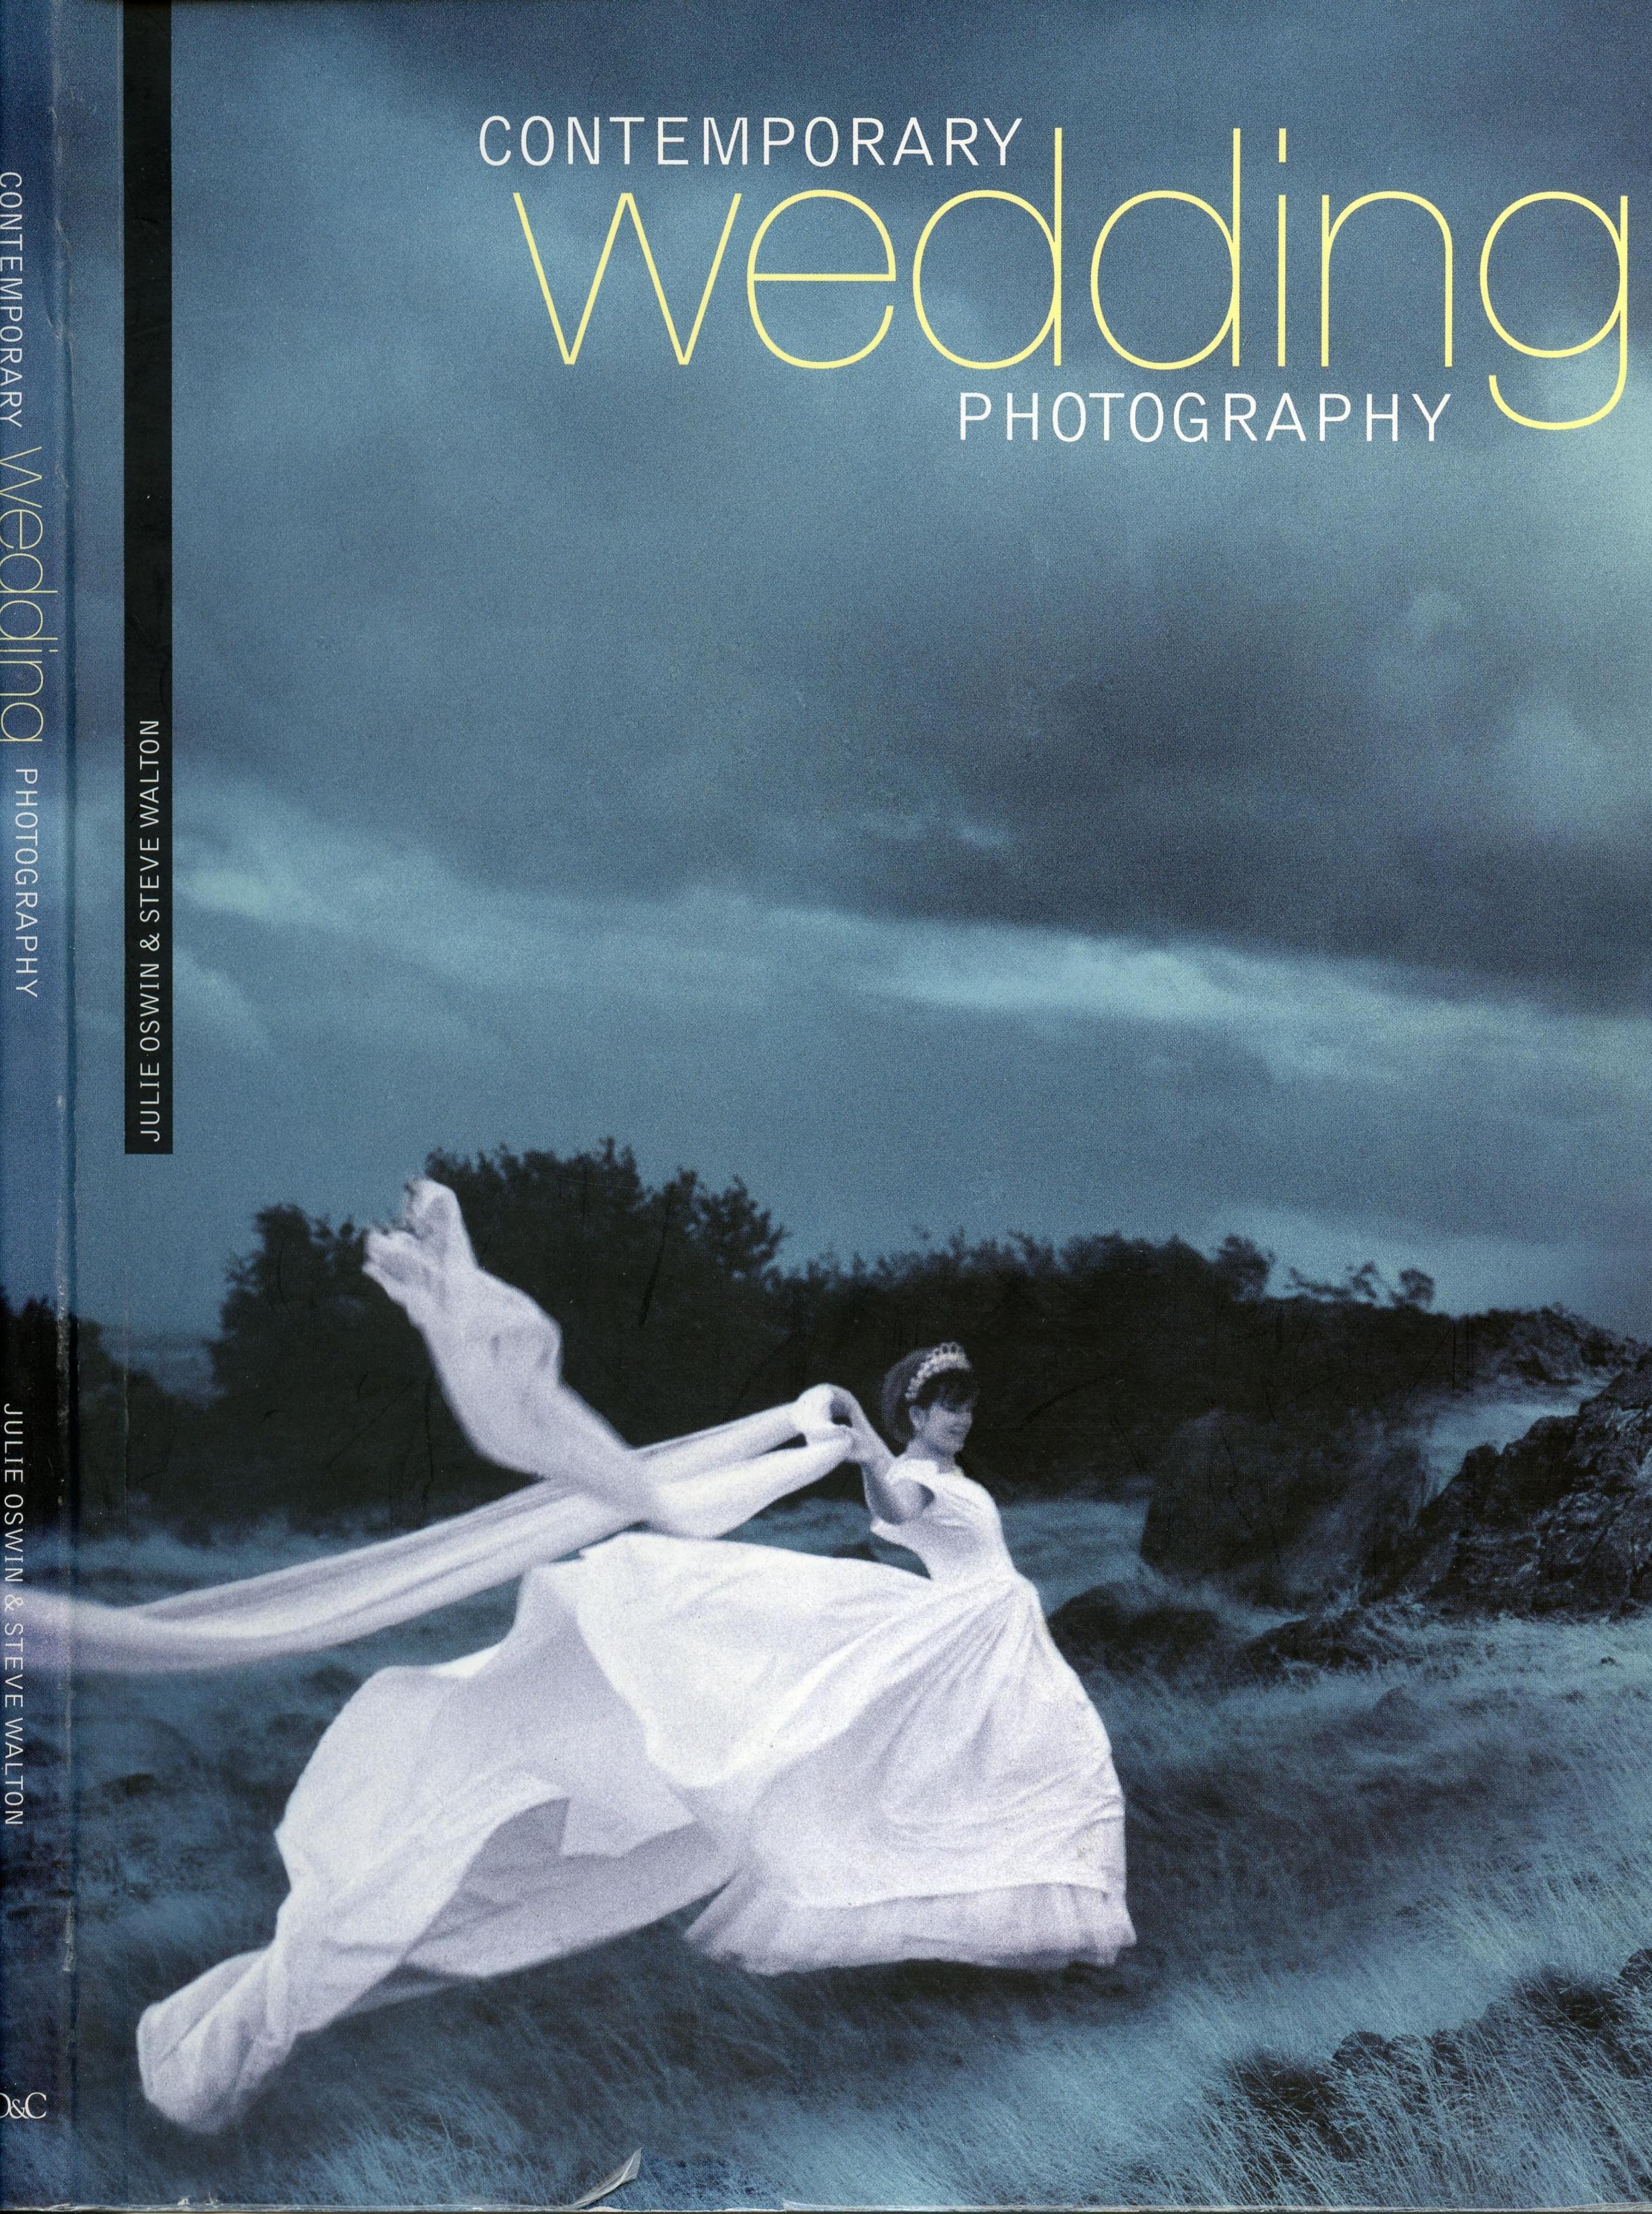 CONTEMPORARY
wedding
PHOTOGRAPHY
JULIE OSWIN & STEVE WALTON
CONTEMPORARY wedding PHOTOGRAPHY
JULIE OSWIN & STEVE WALTON
D&C